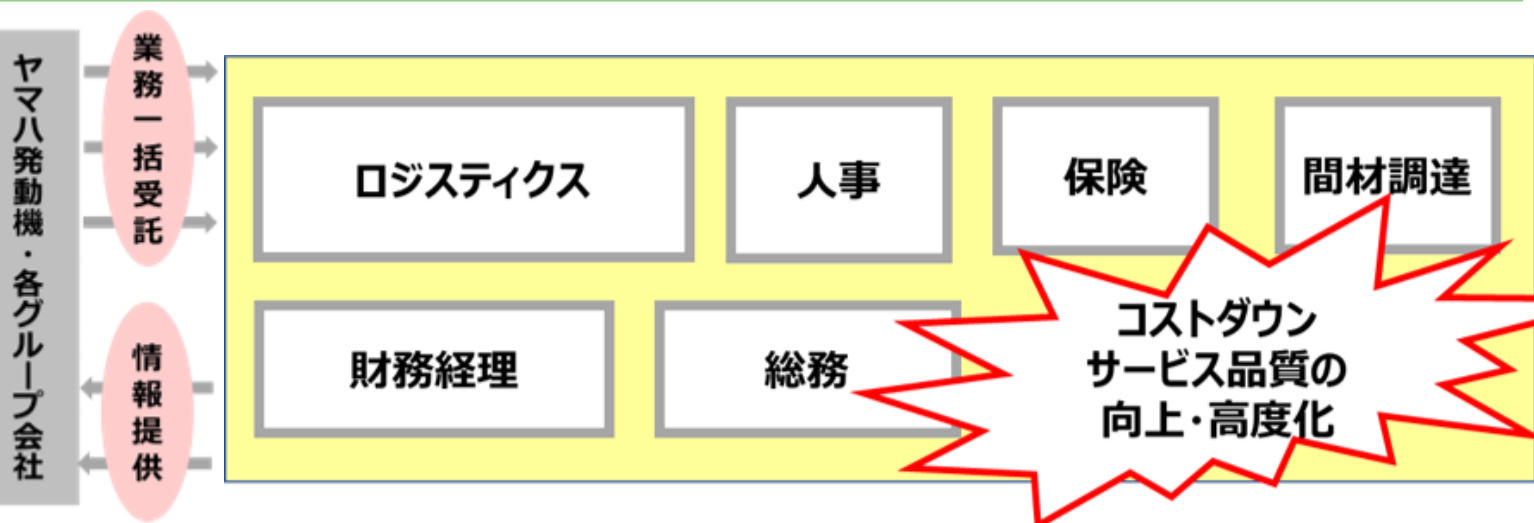 ヤマハ発動機・各グループ会社
業務一括受託
情報提供
ロジスティクス
人事
保険
間材調達
財務経理
総務
コストダウン
サービス品質の
向上・高度化